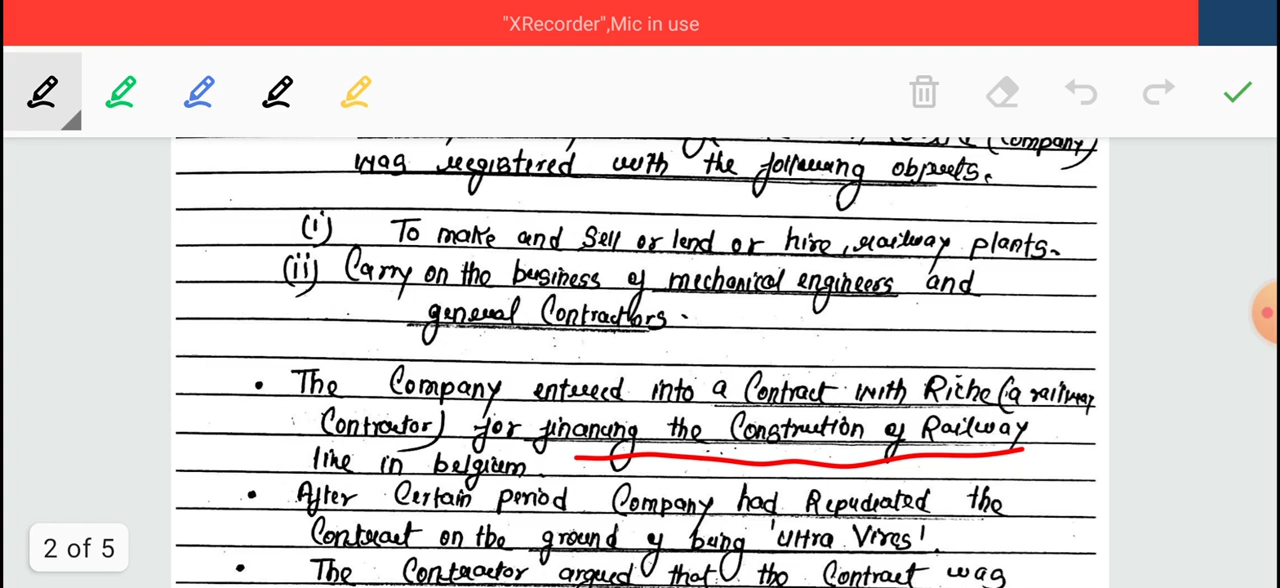 "XRecorder",Mic in use
(Company)
was registered with the following objects.
(i) To make and Sell or lend or hire, railway plants.
(ii) Carry on the business of mechanical engineers and
general Contractors.
• The Company entered into a Contract with Riche (a railway
Contractor) for financing the Construction of Railway
line in belgium.
• After Certain period Company had Repudiated the
Contract on the ground of being 'Ultra Vires'.
• The Contractor argued that the Contract was
2 of 5